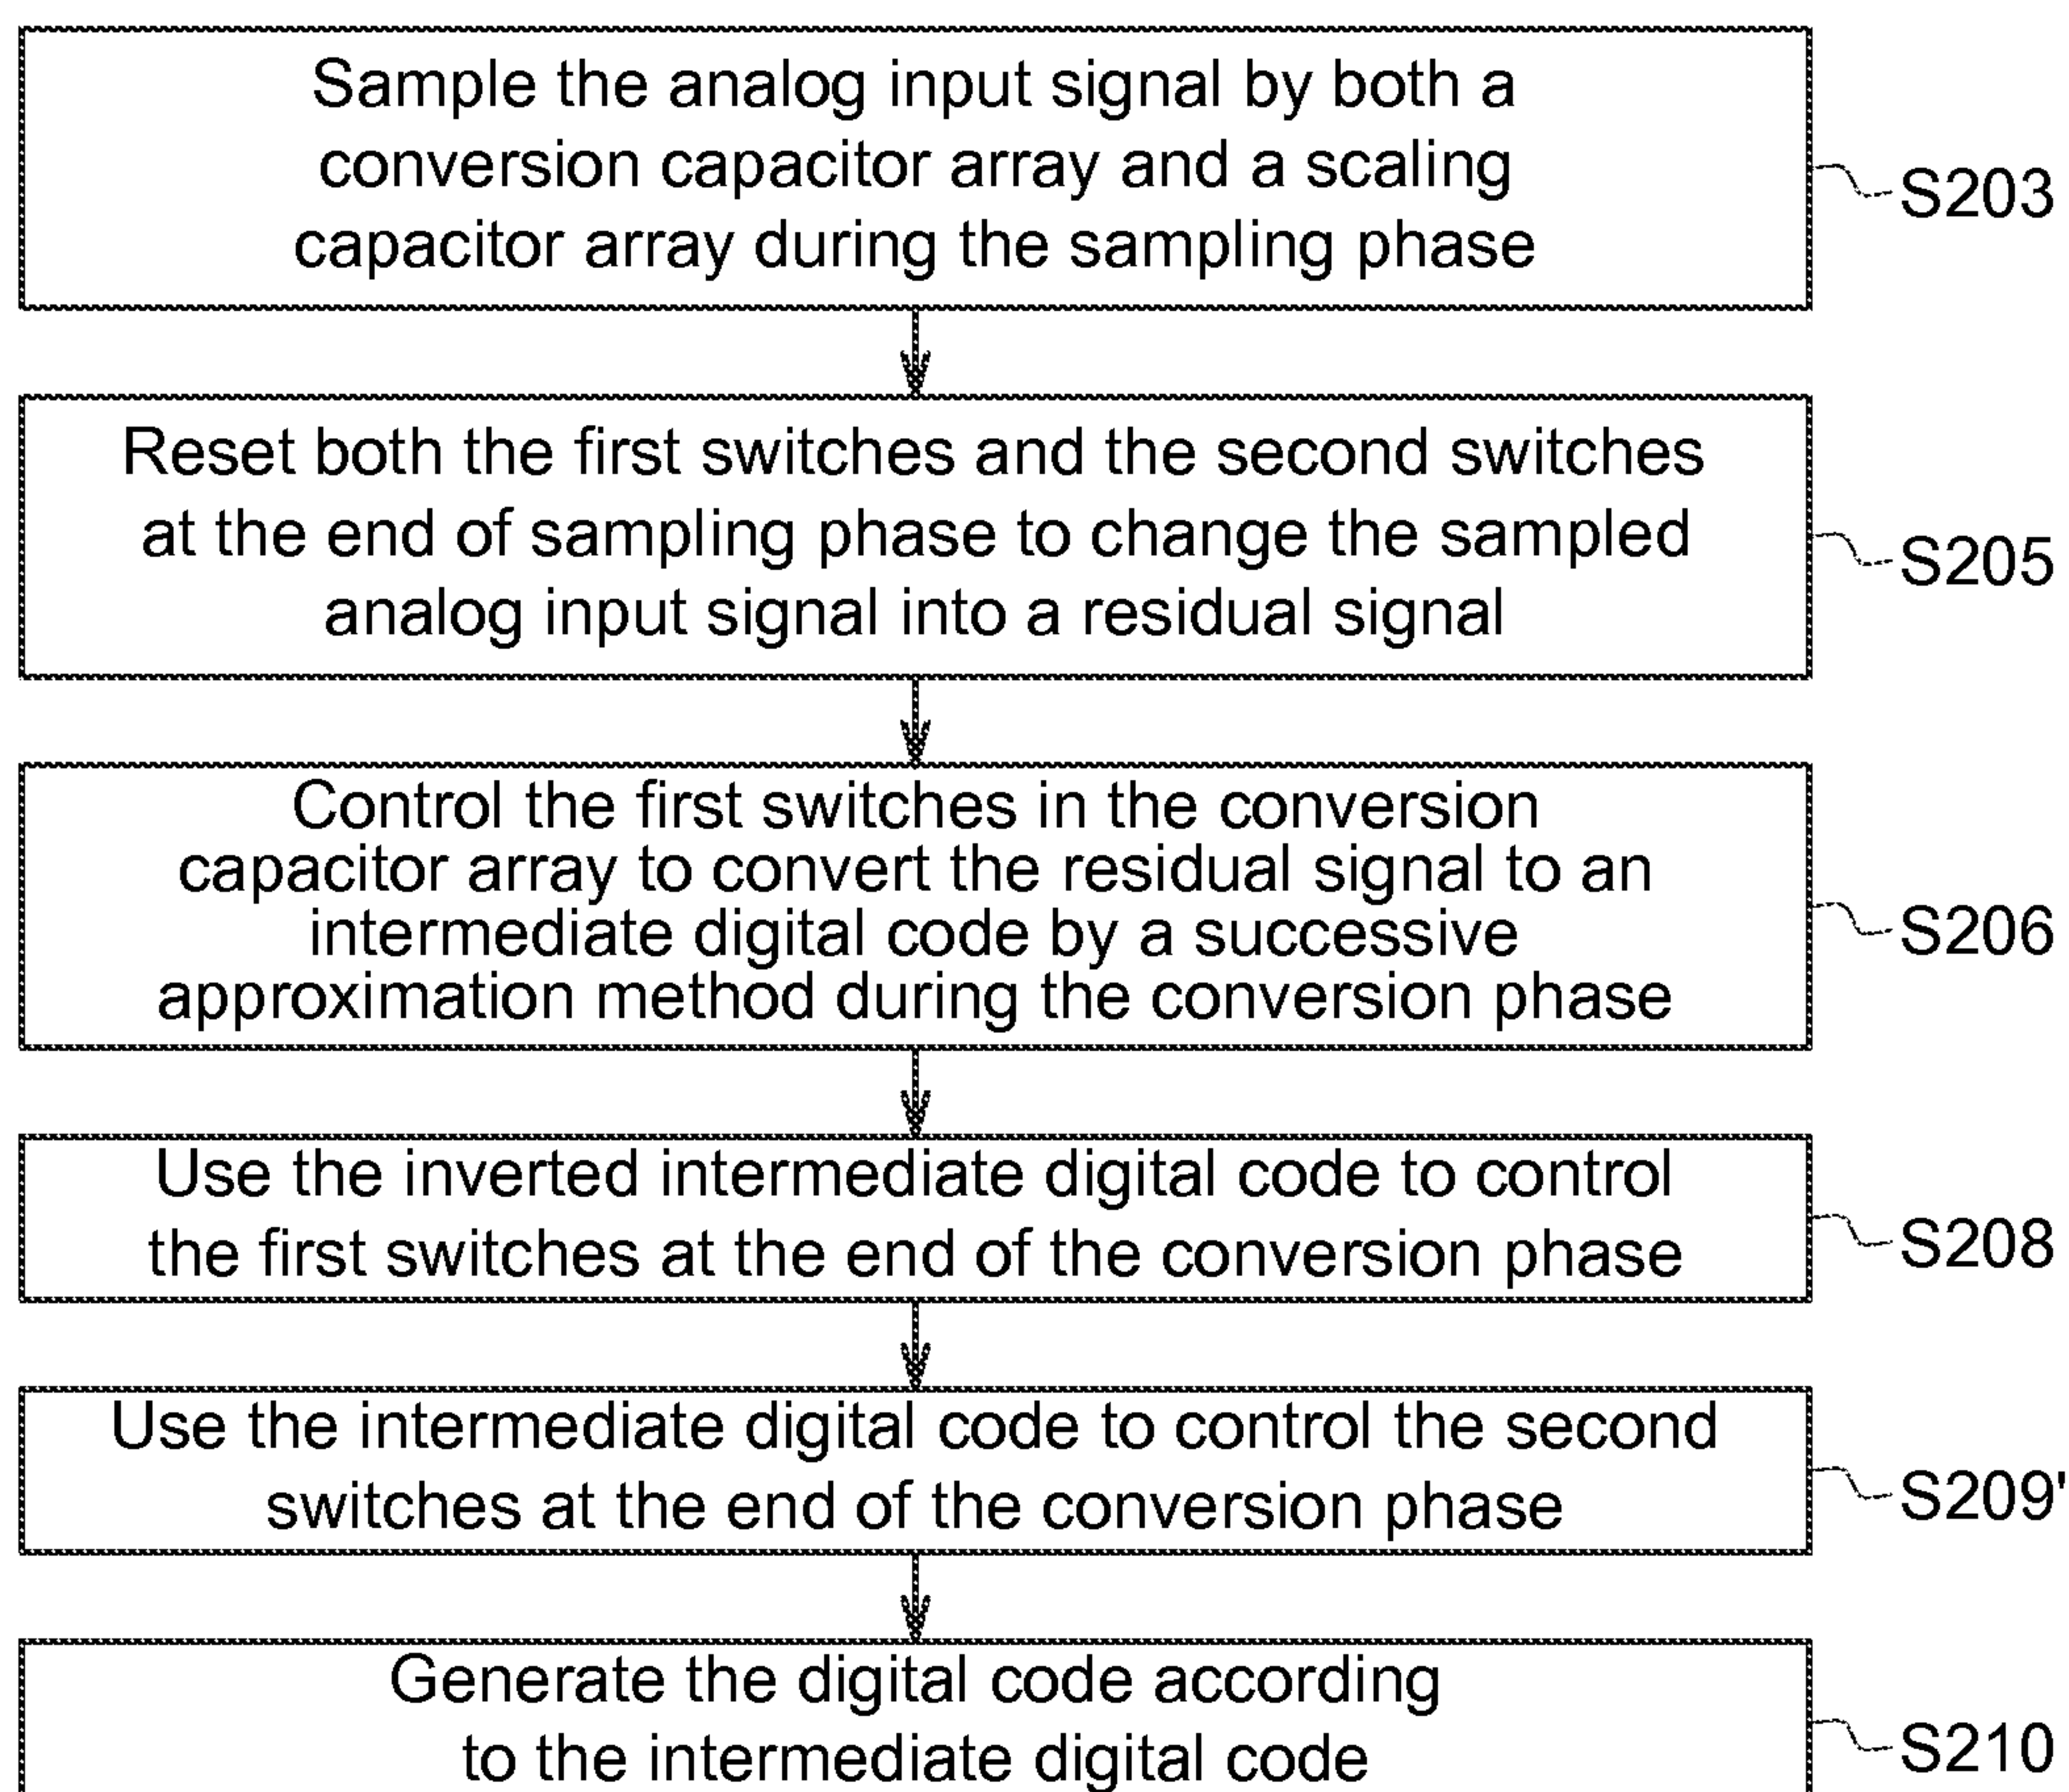 Sample the analog input signal by both a
conversion capacitor array and a scaling
capacitor array during the sampling phase
S203
Reset both the first switches and the second switches
at the end of sampling phase to change the sampled
analog input signal into a residual signal
S205
Control the first switches in the conversion
capacitor array to convert the residual signal to an
intermediate digital code by a successive
approximation method during the conversion phase
S206
Use the inverted intermediate digital code to control
the first switches at the end of the conversion phase
S208
Use the intermediate digital code to control the second
switches at the end of the conversion phase
S209'
Generate the digital code according
to the intermediate digital code
S210